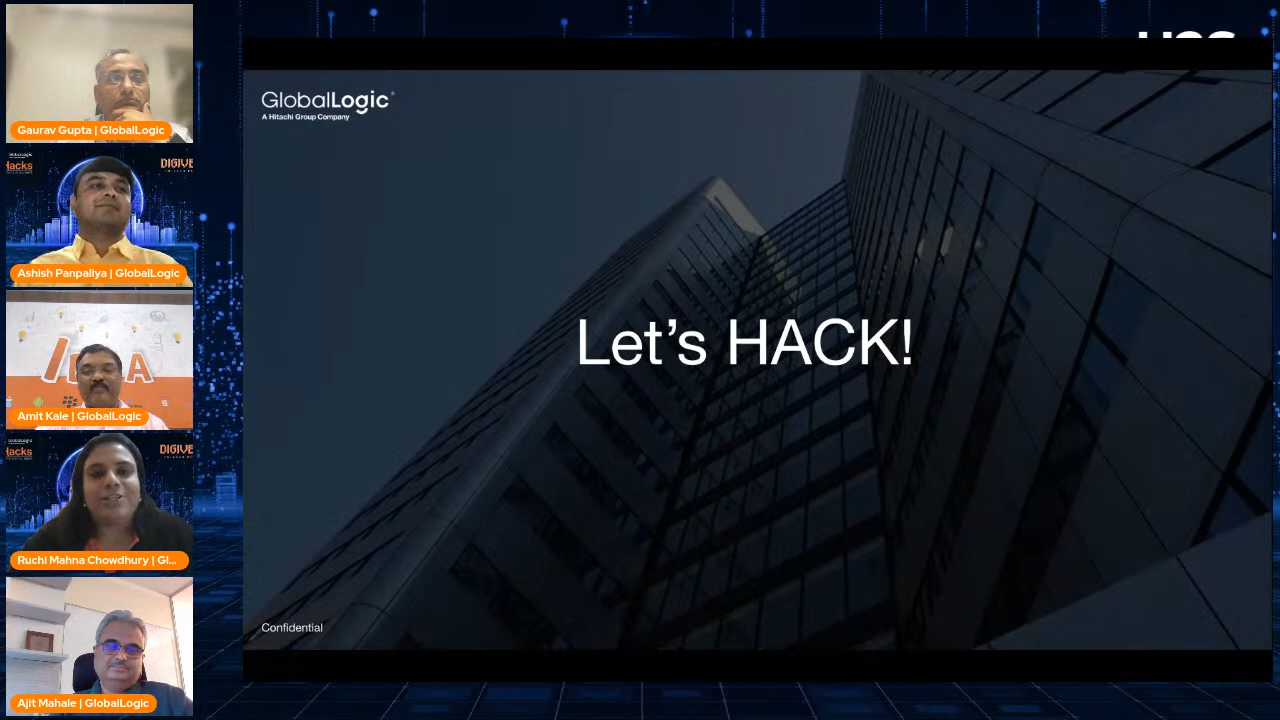 Gaurav Gupta | GlobalLogic
Hacks
DIGIVE
Ashish Panpaliya | GlobalLogic
Amit Kale | GlobalLogic
Hacks
DIGIVE
Ruchi Mahna Chowdhury | Gl...
Ajit Mahale | GlobalLogic
GlobalLogic
A Hitachi Group Company
Let's HACK!
Confidential